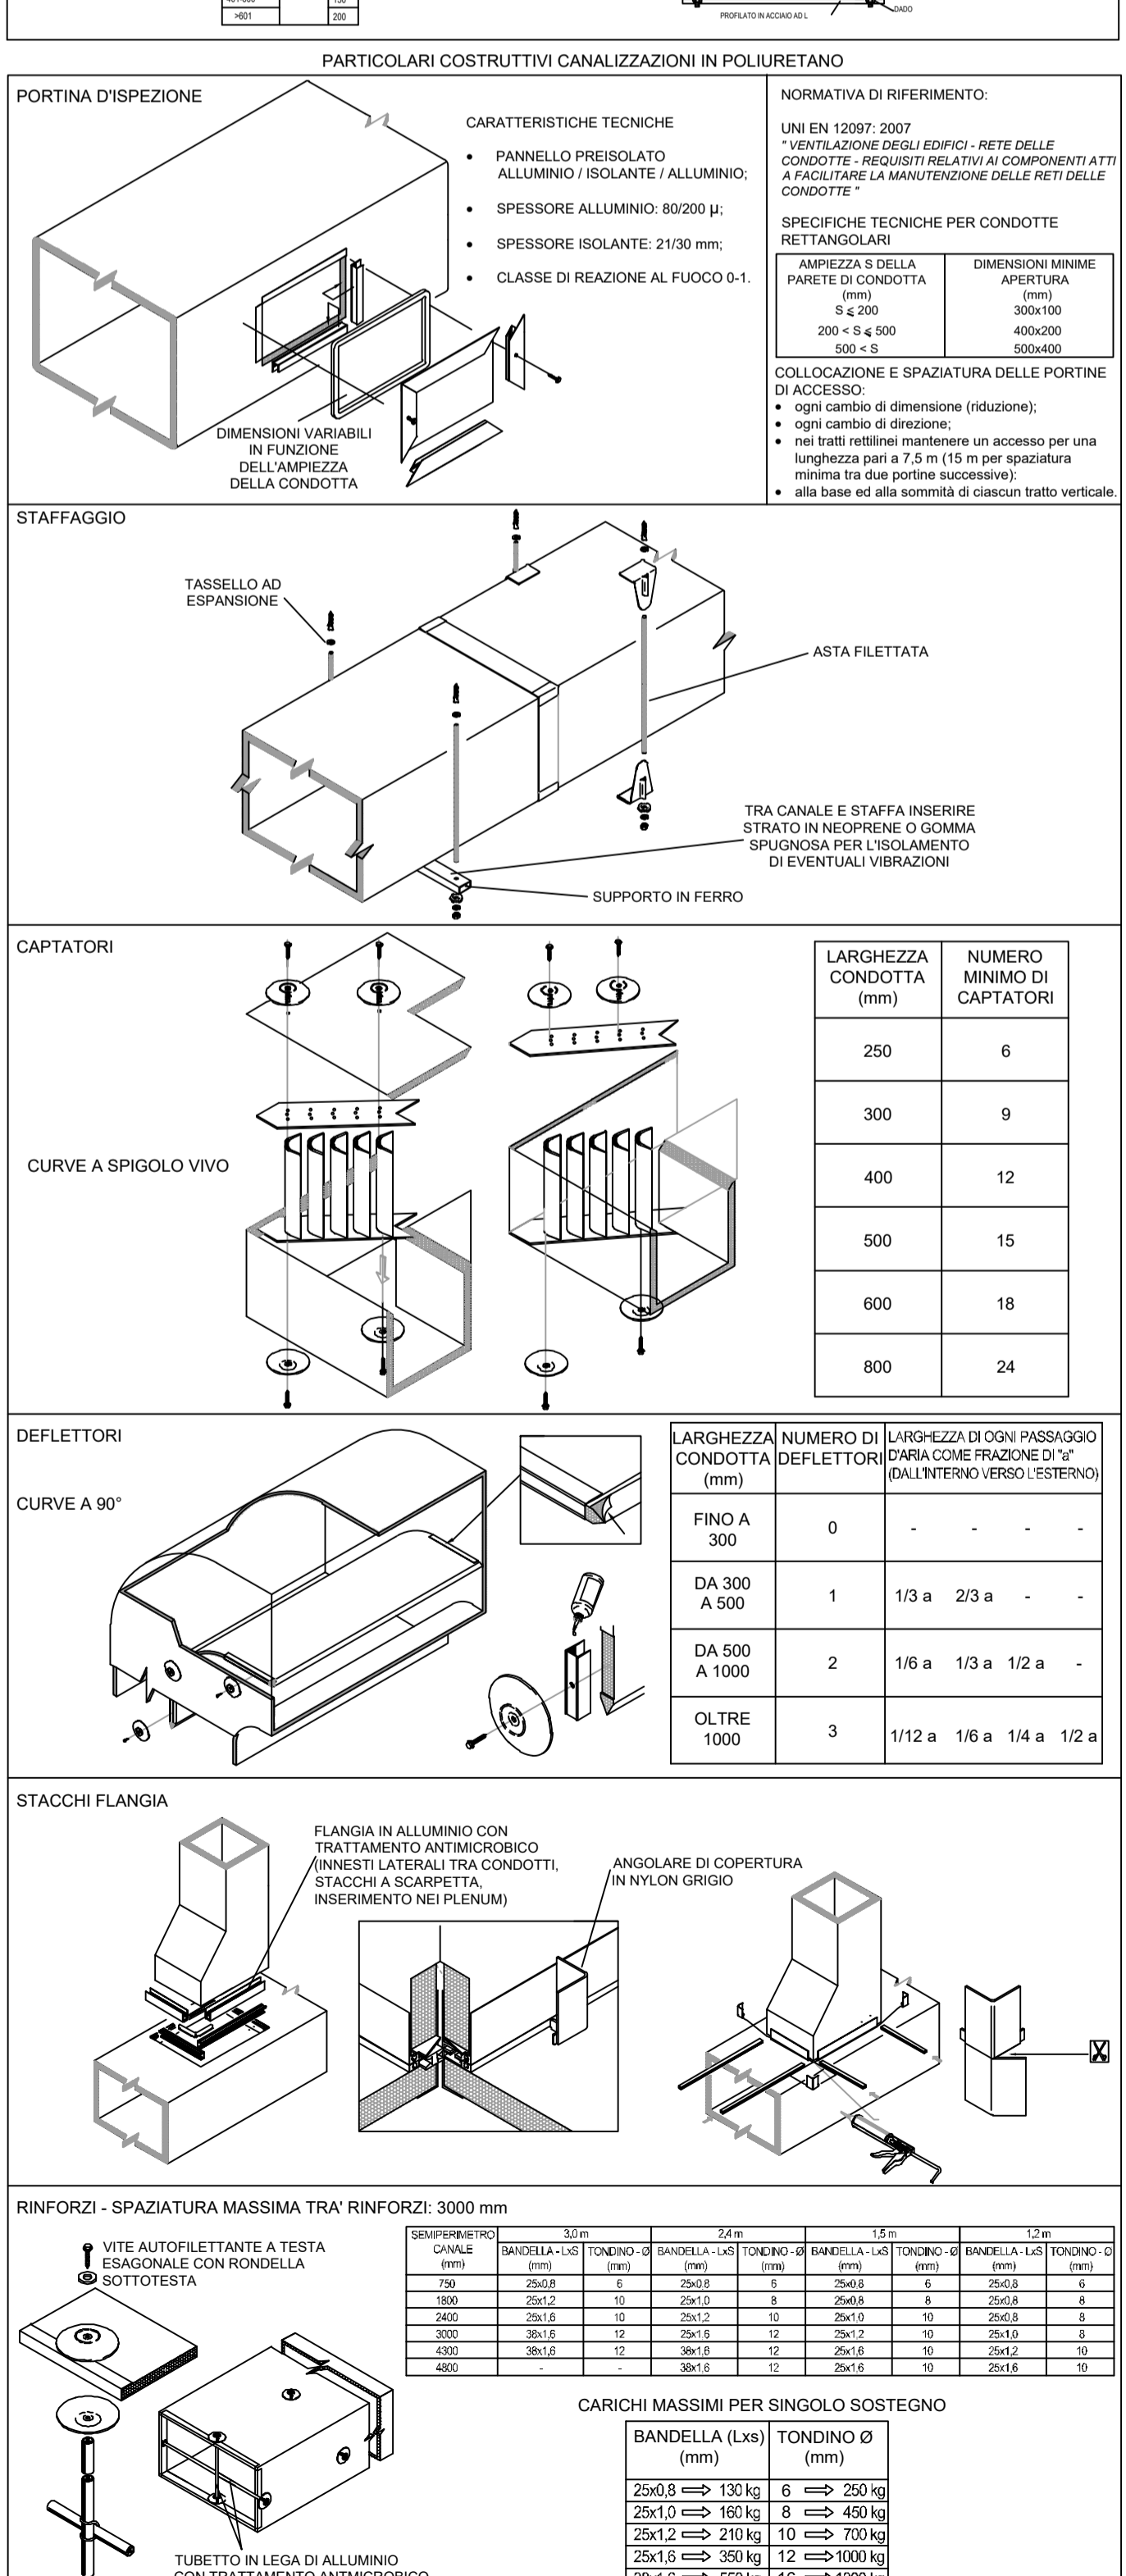 >601 200
PROFILATO IN ACCIAIO AD L
DADO
PARTICOLARI COSTRUTTIVI CANALIZZAZIONI IN POLIURETANO
PORTINA D'ISPEZIONE
CARATTERISTICHE TECNICHE
• PANNELLO PREISOLATO
ALLUMINIO / ISOLANTE / ALLUMINIO;
• SPESSORE ALLUMINIO: 80/200 µ;
• SPESSORE ISOLANTE: 21/30 mm;
• CLASSE DI REAZIONE AL FUOCO 0-1.
DIMENSIONI VARIABILI
IN FUNZIONE
DELL'AMPIEZZA
DELLA CONDOTTA
NORMATIVA DI RIFERIMENTO:
UNI EN 12097: 2007
" VENTILAZIONE DEGLI EDIFICI - RETE DELLE
CONDOTTE - REQUISITI RELATIVI AI COMPONENTI ATTI
A FACILITARE LA MANUTENZIONE DELLE RETI DELLE
CONDOTTE "
SPECIFICHE TECNICHE PER CONDOTTE
RETTANGOLARI
AMPIEZZA S DELLA DIMENSIONI MINIME
PARETE DI CONDOTTA APERTURA
(mm) (mm)
S ⩽ 200 300x100
200 < S ⩽ 500 400x200
500 < S 500x400
COLLOCAZIONE E SPAZIATURA DELLE PORTINE
DI ACCESSO:
• ogni cambio di dimensione (riduzione);
• ogni cambio di direzione;
• nei tratti rettilinei mantenere un accesso per una
lunghezza pari a 7,5 m (15 m per spaziatura
minima tra due portine successive):
• alla base ed alla sommità di ciascun tratto verticale.
STAFFAGGIO
TASSELLO AD
ESPANSIONE
ASTA FILETTATA
TRA CANALE E STAFFA INSERIRE
STRATO IN NEOPRENE O GOMMA
SPUGNOSA PER L'ISOLAMENTO
DI EVENTUALI VIBRAZIONI
SUPPORTO IN FERRO
CAPTATORI
CURVE A SPIGOLO VIVO
LARGHEZZA NUMERO
CONDOTTA MINIMO DI
(mm) CAPTATORI
250 6
300 9
400 12
500 15
600 18
800 24
DEFLETTORI
CURVE A 90°
LARGHEZZA NUMERO DI LARGHEZZA DI OGNI PASSAGGIO
CONDOTTA DEFLETTORI D'ARIA COME FRAZIONE DI "a"
(mm) (DALL'INTERNO VERSO L'ESTERNO)
FINO A
300 0 - - - -
DA 300
A 500 1 1/3 a 2/3 a - -
DA 500
A 1000 2 1/6 a 1/3 a 1/2 a -
OLTRE
1000 3 1/12 a 1/6 a 1/4 a 1/2 a
STACCHI FLANGIA
FLANGIA IN ALLUMINIO CON
TRATTAMENTO ANTIMICROBICO
(INNESTI LATERALI TRA CONDOTTI,
STACCHI A SCARPETTA,
INSERIMENTO NEI PLENUM)
ANGOLARE DI COPERTURA
IN NYLON GRIGIO
RINFORZI - SPAZIATURA MASSIMA TRA' RINFORZI: 3000 mm
VITE AUTOFILETTANTE A TESTA
ESAGONALE CON RONDELLA
SOTTOTESTA
SEMIPERIMETRO 3,0 m 2,4 m 1,5 m 1,2 m
CANALE BANDELLA - LxS TONDINO - Ø BANDELLA - LxS TONDINO - Ø BANDELLA - LxS TONDINO - Ø BANDELLA - LxS TONDINO - Ø
(mm) (mm) (mm) (mm) (mm) (mm) (mm) (mm) (mm)
750 25x0,8 6 25x0,8 6 25x0,8 6 25x0,8 6
1800 25x1,2 10 25x1,0 8 25x0,8 8 25x0,8 8
2400 25x1,6 10 25x1,2 10 25x1,0 10 25x0,8 8
3000 38x1,6 12 25x1,6 12 25x1,2 10 25x1,0 8
4300 38x1,6 12 38x1,6 12 25x1,6 10 25x1,2 10
4800 - - 38x1,6 12 25x1,6 10 25x1,6 10
CARICHI MASSIMI PER SINGOLO SOSTEGNO
BANDELLA (Lxs) TONDINO Ø
(mm) (mm)
25x0,8 ⟹ 130 kg 6 ⟹ 250 kg
25x1,0 ⟹ 160 kg 8 ⟹ 450 kg
25x1,2 ⟹ 210 kg 10 ⟹ 700 kg
25x1,6 ⟹ 350 kg 12 ⟹ 1000 kg
TUBETTO IN LEGA DI ALLUMINIO
CON TRATTAMENTO ANTMICROBICO